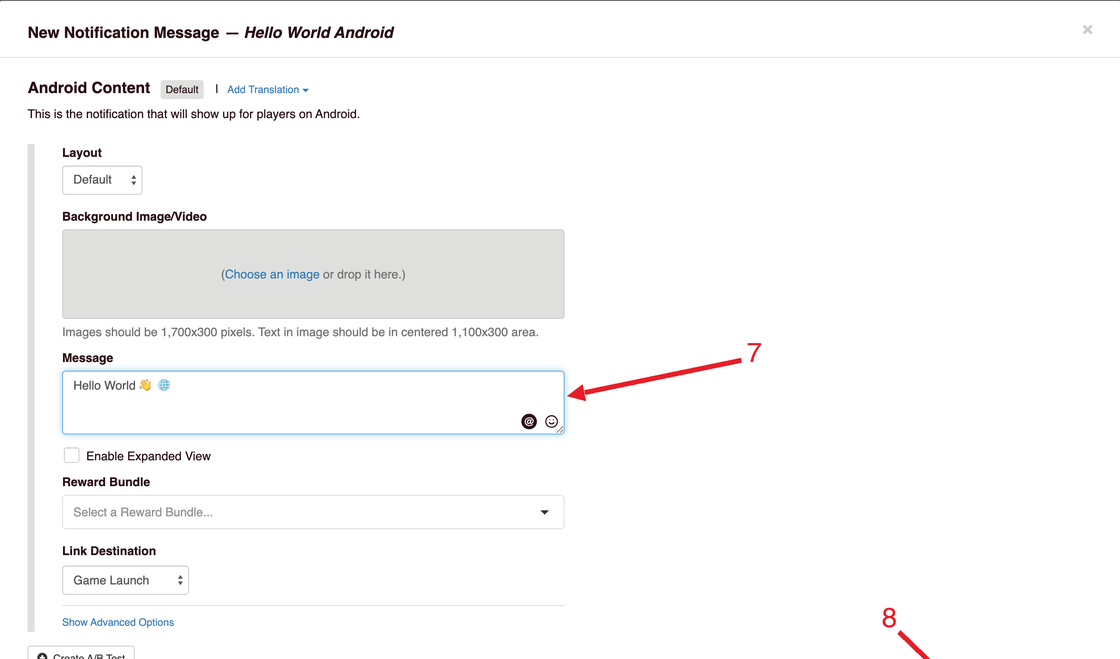 New Notification Message — Hello World Android
×
Android Content Default | Add Translation
This is the notification that will show up for players on Android.
Layout
Default
Background Image/Video
(Choose an image or drop it here.)
Images should be 1,700x300 pixels. Text in image should be in centered 1,100x300 area.
Message
7
Hello World 👋 🌐
@
Enable Expanded View
Reward Bundle
Select a Reward Bundle...
Link Destination
Game Launch
Show Advanced Options
8
Create A/B Test